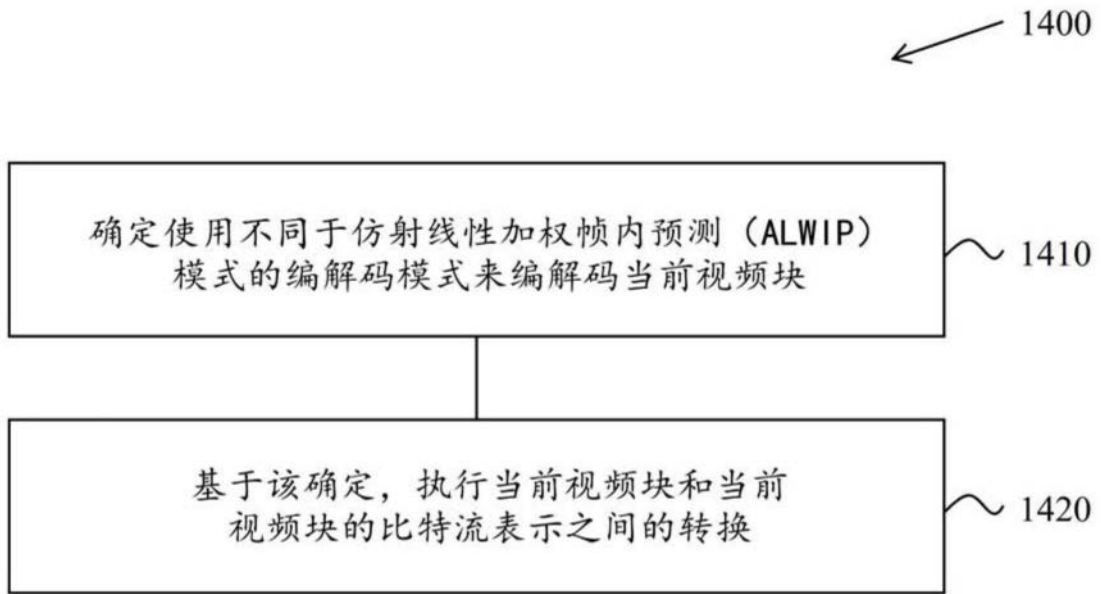 1400
确定使用不同于仿射线性加权帧内预测（ALWIP）
模式的编解码模式来编解码当前视频块
1410
基于该确定，执行当前视频块和当前
视频块的比特流表示之间的转换
1420